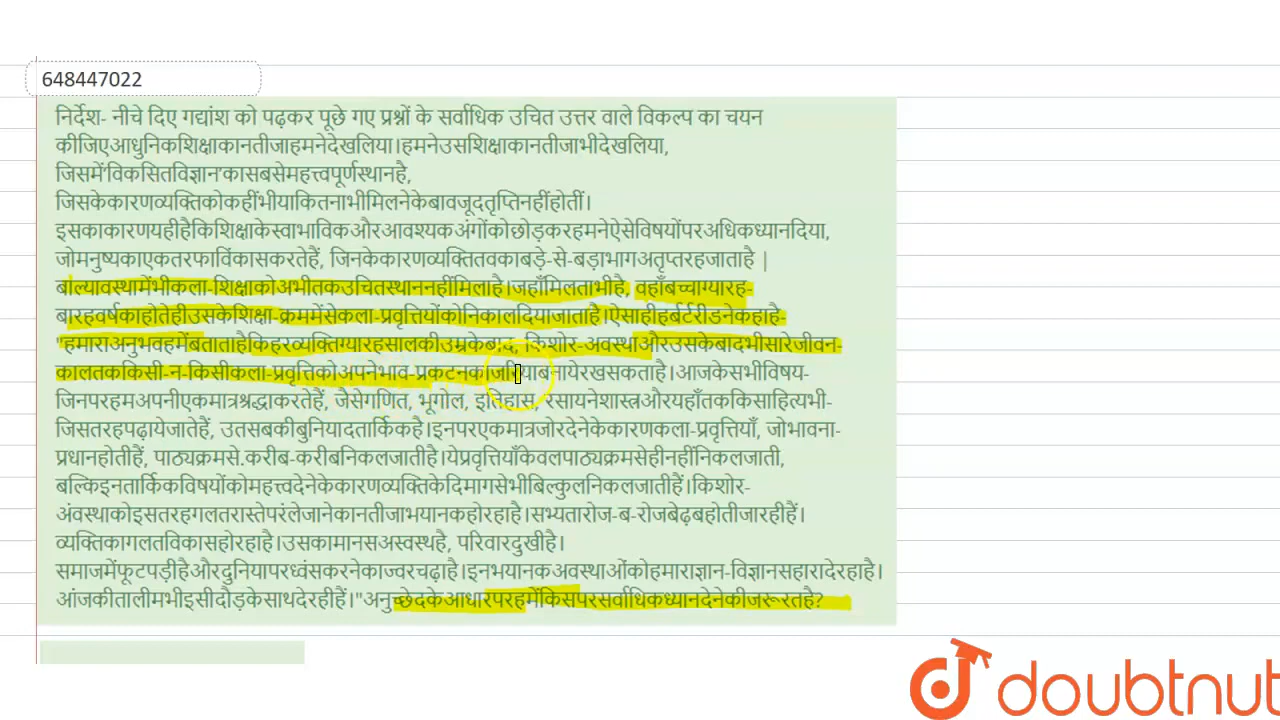 648447022
निर्देश- नीचे दिए गद्यांश को पढ़कर पूछे गए प्रश्नों के सर्वाधिक उचित उत्तर वाले विकल्प का चयन
कीजिएआधुनिकशिक्षाकानतीजाहमनेदेखलिया।हमनेउसशिक्षाकानतीजाभीदेखलिया,
जिसमें‘विकसितविज्ञान’कासबसेमहत्त्वपूर्णस्थानहै,
जिसकेकारणव्यक्तिकोकहींभीयाकितनाभीमिलनेकेबावजूदतृप्तिनहींहोतीं।
इसकाकारणयहीहैकिशिक्षाकेस्वाभाविकऔरआवश्यकअंगोंकोछोड़करहमनेऐसेविषयोंपरअधिकध्यानदिया,
जोमनुष्यकाएकतरफाविंकासकरतेहैं, जिनकेकारणव्यक्तितवकाबड़े-से-बड़ाभागअतृप्तरहजाताहै |
बाल्यावस्थामेंभीकला-शिक्षाकोअभीतकउचितस्थाननहींमिलाहै।जहाँमिलताभीहै, वहाँबच्चाग्यारह-
बारहवर्षकाहोतेहीउसकेशिक्षा-क्रममेंसेकला-प्रवृत्तियोंकोनिकालदियाजाताहै।ऐसाहीहर्बर्टरीडनेकहाहै-
"हमाराअनुभवहमेंबताताहैकिहरव्यक्तिग्यारहसालकीउम्रकेबाद, किशोर-अवस्थाऔरउसकेबादभीसारेजीवन-
कालतककिसी-न-किसीकला-प्रवृत्तिकोअपनेभाव-प्रकटनकाजरियाबनायेरखसकताहै।आजकेसभीविषय-
जिनपरहमअपनीएकमात्रश्रद्धाकरतेहैं, जैसेगणित, भूगोल, इतिहास, रसायनेशास्त्रऔरयहाँतककिसाहित्यभी-
जिसतरहपढ़ायेजातेहैं, उतसबकीबुनियादतार्किकहै।इनपरएकमात्रजोरदेनेकेकारणकला-प्रवृत्तियाँ, जोभावना-
प्रधानहोतीहैं, पाठ्यक्रमसे.करीब-करीबनिकलजातीहै।येप्रवृत्तियाँकेवलपाठ्यक्रमसेहीनहींनिकलजाती,
बल्किइनतार्किकविषयोंकोमहत्त्वदेनेकेकारणव्यक्तिकेदिमागसेभीबिल्कुलनिकलजातीहैं।किशोर-
अंवस्थाकोइसतरहगलतरास्तेपरंलेजानेकानतीजाभयानकहोरहाहै।सभ्यतारोज-ब-रोजबेढ़बहोतीजारहीहैं।
व्यक्तिकागलतविकासहोरहाहै।उसकामानसअस्वस्थहै, परिवारदुखीहै।
समाजमेंफूटपड़ीहैऔरदुनियापरध्वंसकरनेकाज्वरचढ़ाहै।इनभयानकअवस्थाओंकोहमाराज्ञान-विज्ञानसहारादेरहाहै।
आंजकीतालीमभीइसीदौड़केसाथदेरहीहैं।"अनुच्छेदकेआधारपरहमेंकिसपरसर्वाधिकध्यानदेनेकीजरूरतहै?
doubtnut